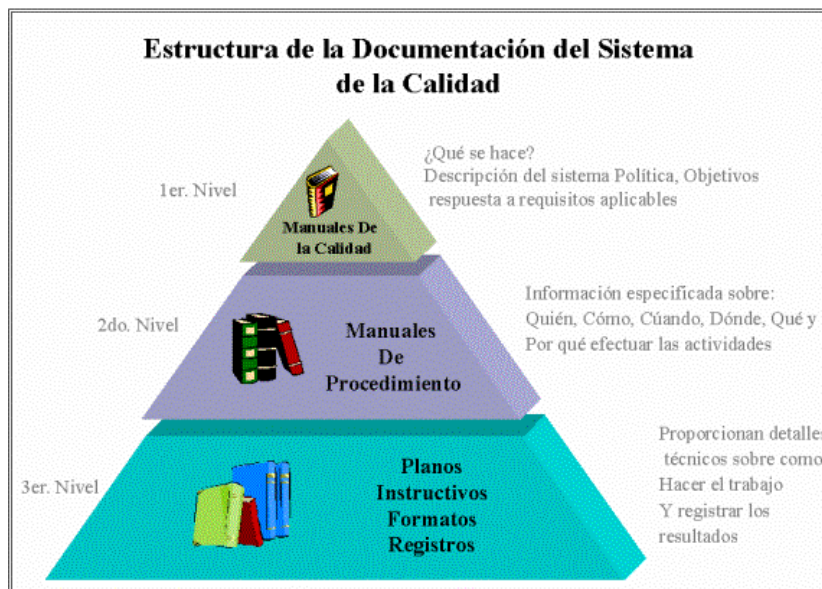 Estructura de la Documentación del Sistema
de la Calidad
1er. Nivel
¿Qué se hace?
Descripción del sistema Política, Objetivos
respuesta a requisitos aplicables
Manuales De
la Calidad
2do. Nivel
Información especificada sobre:
Quién, Cómo, Cúando, Dónde, Qué y
Por qué efectuar las actividades
Manuales
De
Procedimiento
3er. Nivel
Proporcionan detalles
técnicos sobre como
Hacer el trabajo
Y registrar los
resultados
Planos
Instructivos
Formatos
Registros